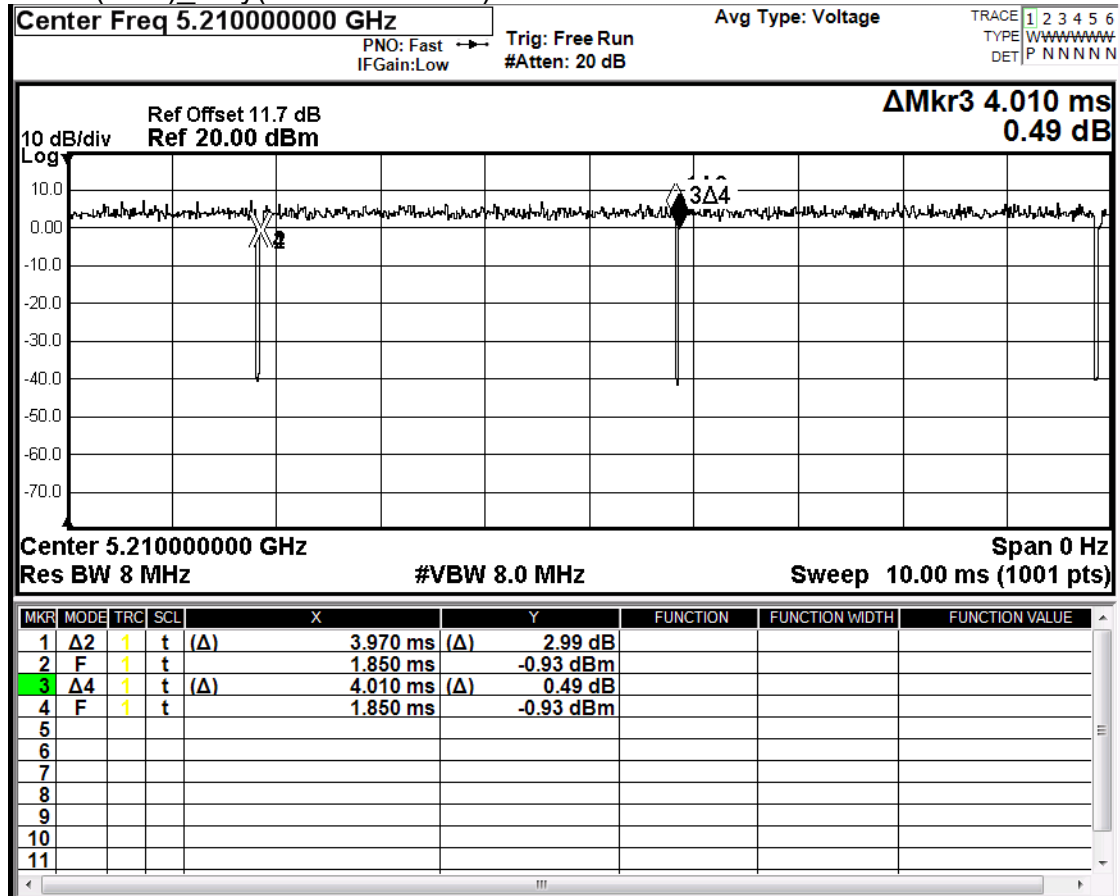 Center Freq 5.210000000 GHz
PNO: Fast
IFGain:Low
Trig: Free Run
#Atten: 20 dB
Avg Type: Voltage
TRACE 1 2 3 4 5 6
TYPE WWWWWW
DET P N N N N N
Ref Offset 11.7 dB
10 dB/div Ref 20.00 dBm
Log
ΔMkr3 4.010 ms
0.49 dB
10.0
0.00
-10.0
-20.0
-30.0
-40.0
-50.0
-60.0
-70.0
3Δ4
Center 5.210000000 GHz Span 0 Hz
Res BW 8 MHz #VBW 8.0 MHz Sweep 10.00 ms (1001 pts)
MKR MODE TRC SCL X Y FUNCTION FUNCTION WIDTH FUNCTION VALUE
1 Δ2 1 t (Δ) 3.970 ms (Δ) 2.99 dB
2 F 1 t 1.850 ms -0.93 dBm
3 Δ4 1 t (Δ) 4.010 ms (Δ) 0.49 dB
4 F 1 t 1.850 ms -0.93 dBm
5
6
7
8
9
10
11